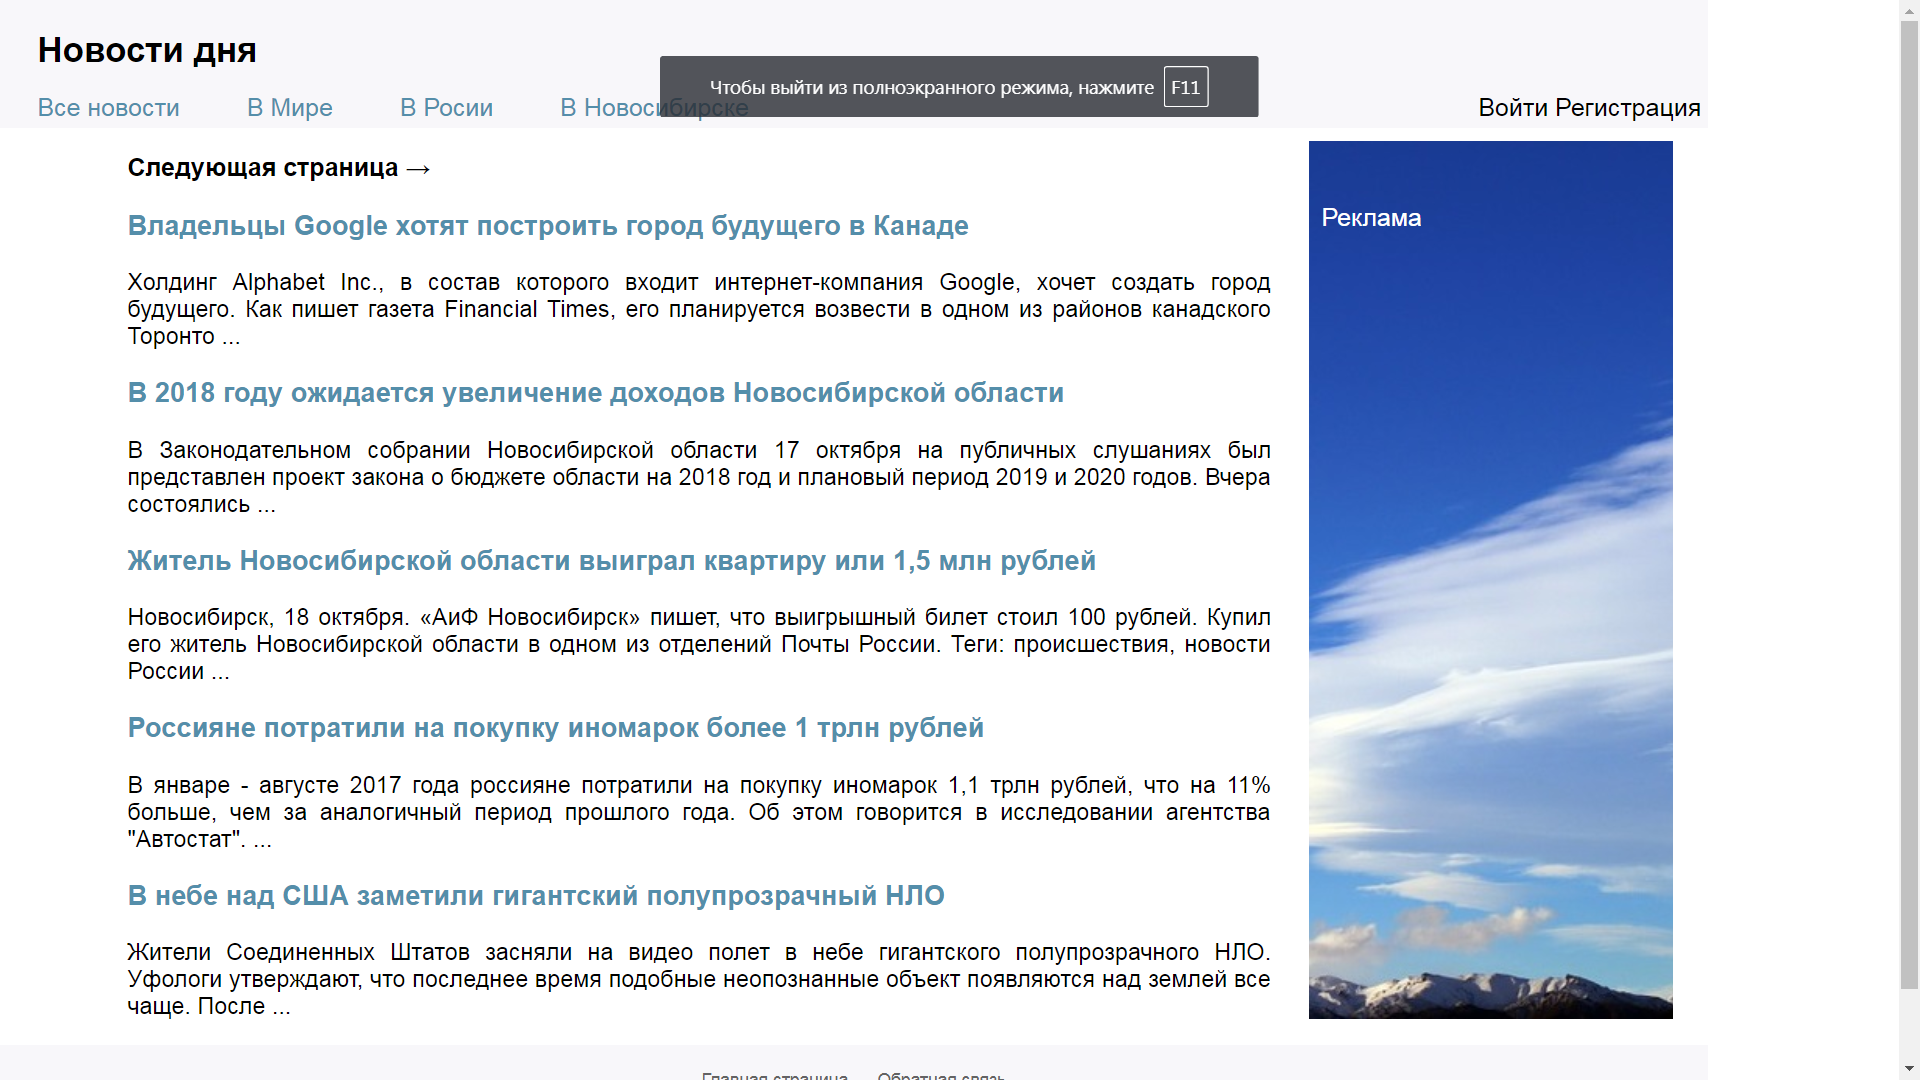 Новости дня
Чтобы выйти из полноэкранного режима, нажмите F11
Все новости В Мире В Росии В Новосибирске Войти Регистрация
Следующая страница →
Реклама
Владельцы Google хотят построить город будущего в Канаде
Холдинг Alphabet Inc., в состав которого входит интернет-компания Google, хочет создать город
будущего. Как пишет газета Financial Times, его планируется возвести в одном из районов канадского
Торонто ...
В 2018 году ожидается увеличение доходов Новосибирской области
В Законодательном собрании Новосибирской области 17 октября на публичных слушаниях был
представлен проект закона о бюджете области на 2018 год и плановый период 2019 и 2020 годов. Вчера
состоялись ...
Житель Новосибирской области выиграл квартиру или 1,5 млн рублей
Новосибирск, 18 октября. «АиФ Новосибирск» пишет, что выигрышный билет стоил 100 рублей. Купил
его житель Новосибирской области в одном из отделений Почты России. Теги: происшествия, новости
России ...
Россияне потратили на покупку иномарок более 1 трлн рублей
В январе - августе 2017 года россияне потратили на покупку иномарок 1,1 трлн рублей, что на 11%
больше, чем за аналогичный период прошлого года. Об этом говорится в исследовании агентства
"Автостат". ...
В небе над США заметили гигантский полупрозрачный НЛО
Жители Соединенных Штатов засняли на видео полет в небе гигантского полупрозрачного НЛО.
Уфологи утверждают, что последнее время подобные неопознанные объект появляются над землей все
чаще. После ...
Главная страница Обратная связь